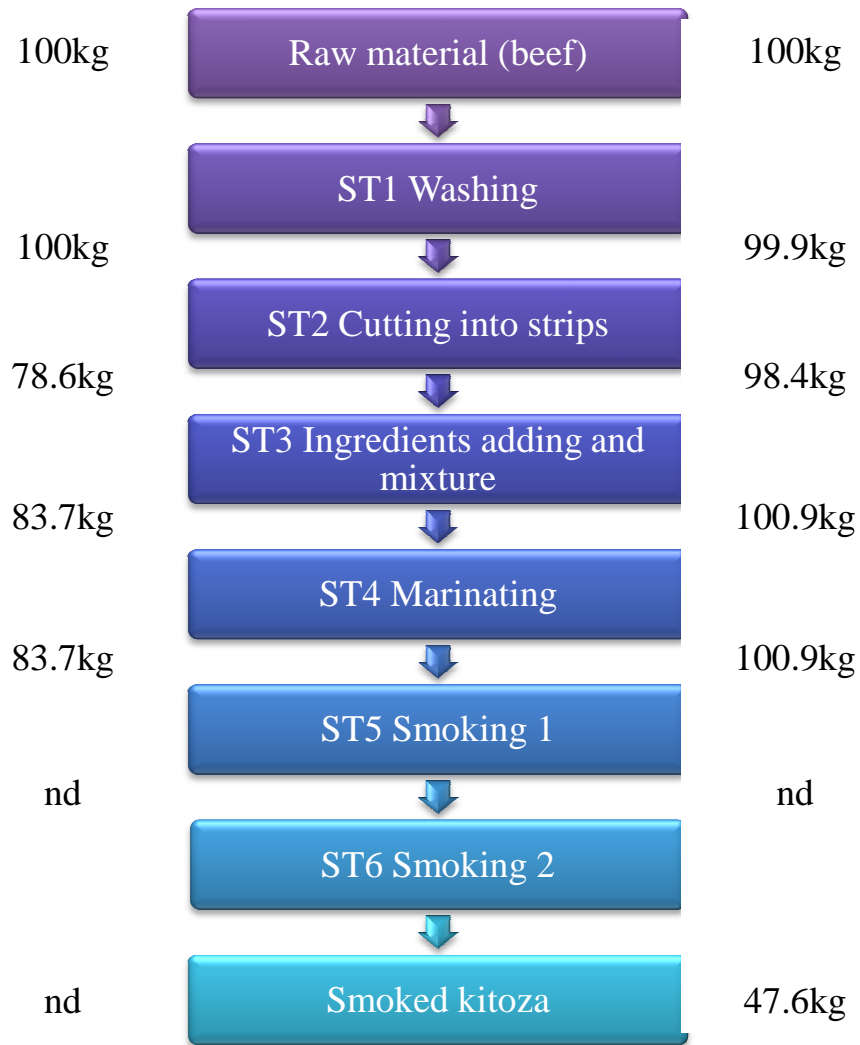 100kg Raw material (beef) 100kg
ST1 Washing
100kg 99.9kg
ST2 Cutting into strips
78.6kg 98.4kg
ST3 Ingredients adding and
mixture
83.7kg 100.9kg
ST4 Marinating
83.7kg 100.9kg
ST5 Smoking 1
nd nd
ST6 Smoking 2
nd Smoked kitoza 47.6kg